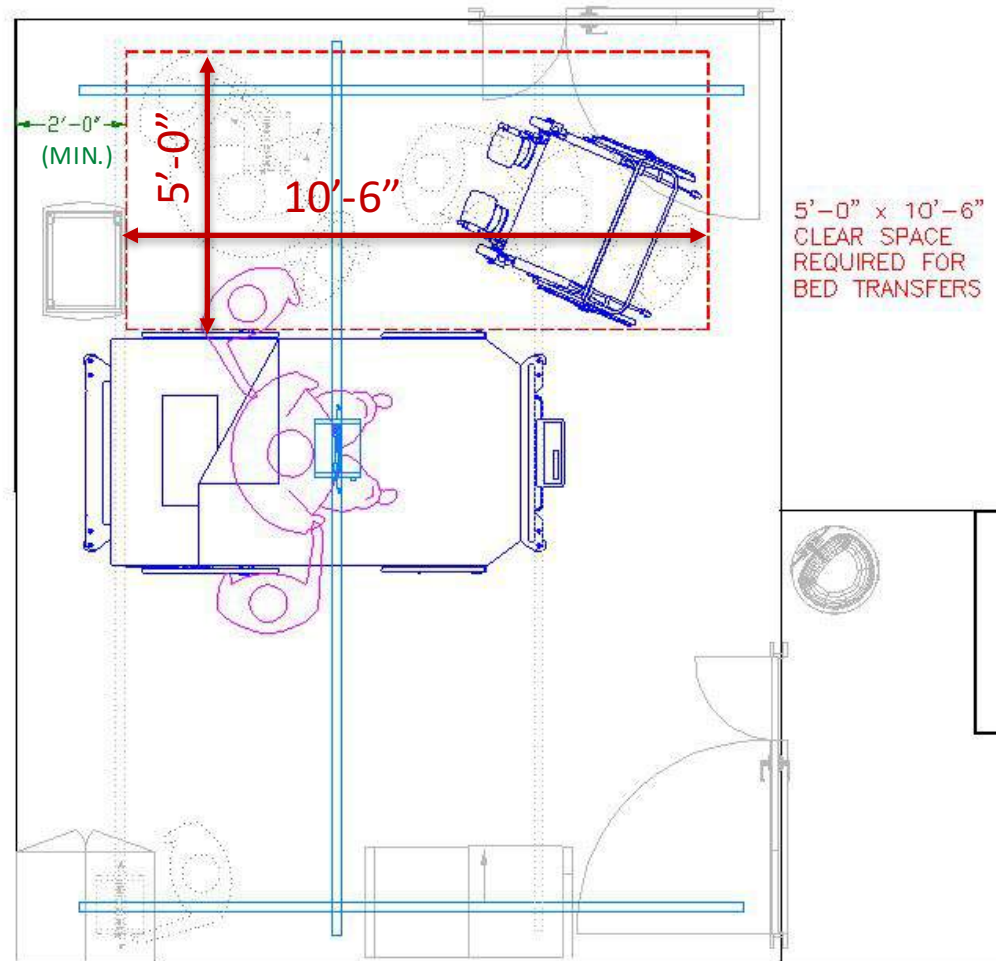 2'-0"
(MIN.)
5'-0"
10'-6"
5'-0" x 10'-6"
CLEAR SPACE
REQUIRED FOR
BED TRANSFERS